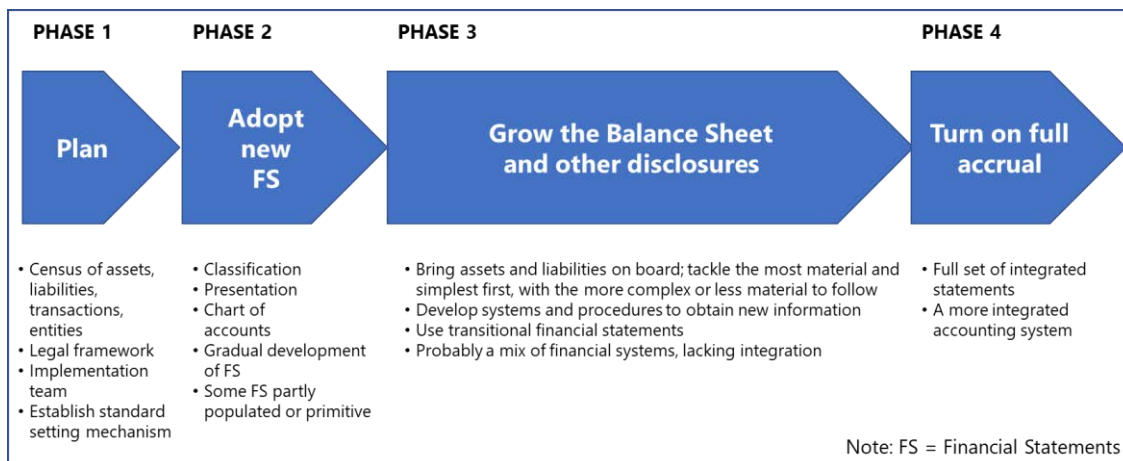 PHASE 1
PHASE 2
PHASE 3
PHASE 4
Plan
Adopt
new
FS
Grow the Balance Sheet
and other disclosures
Turn on full
accrual
• Census of assets,
liabilities,
transactions,
entities
• Legal framework
• Implementation
team
• Establish standard
setting mechanism
• Classification
• Presentation
• Chart of
accounts
• Gradual development
of FS
• Some FS partly
populated or primitive
• Bring assets and liabilities on board; tackle the most material and
simplest first, with the more complex or less material to follow
• Develop systems and procedures to obtain new information
• Use transitional financial statements
• Probably a mix of financial systems, lacking integration
• Full set of integrated
statements
• A more integrated
accounting system
Note: FS = Financial Statements